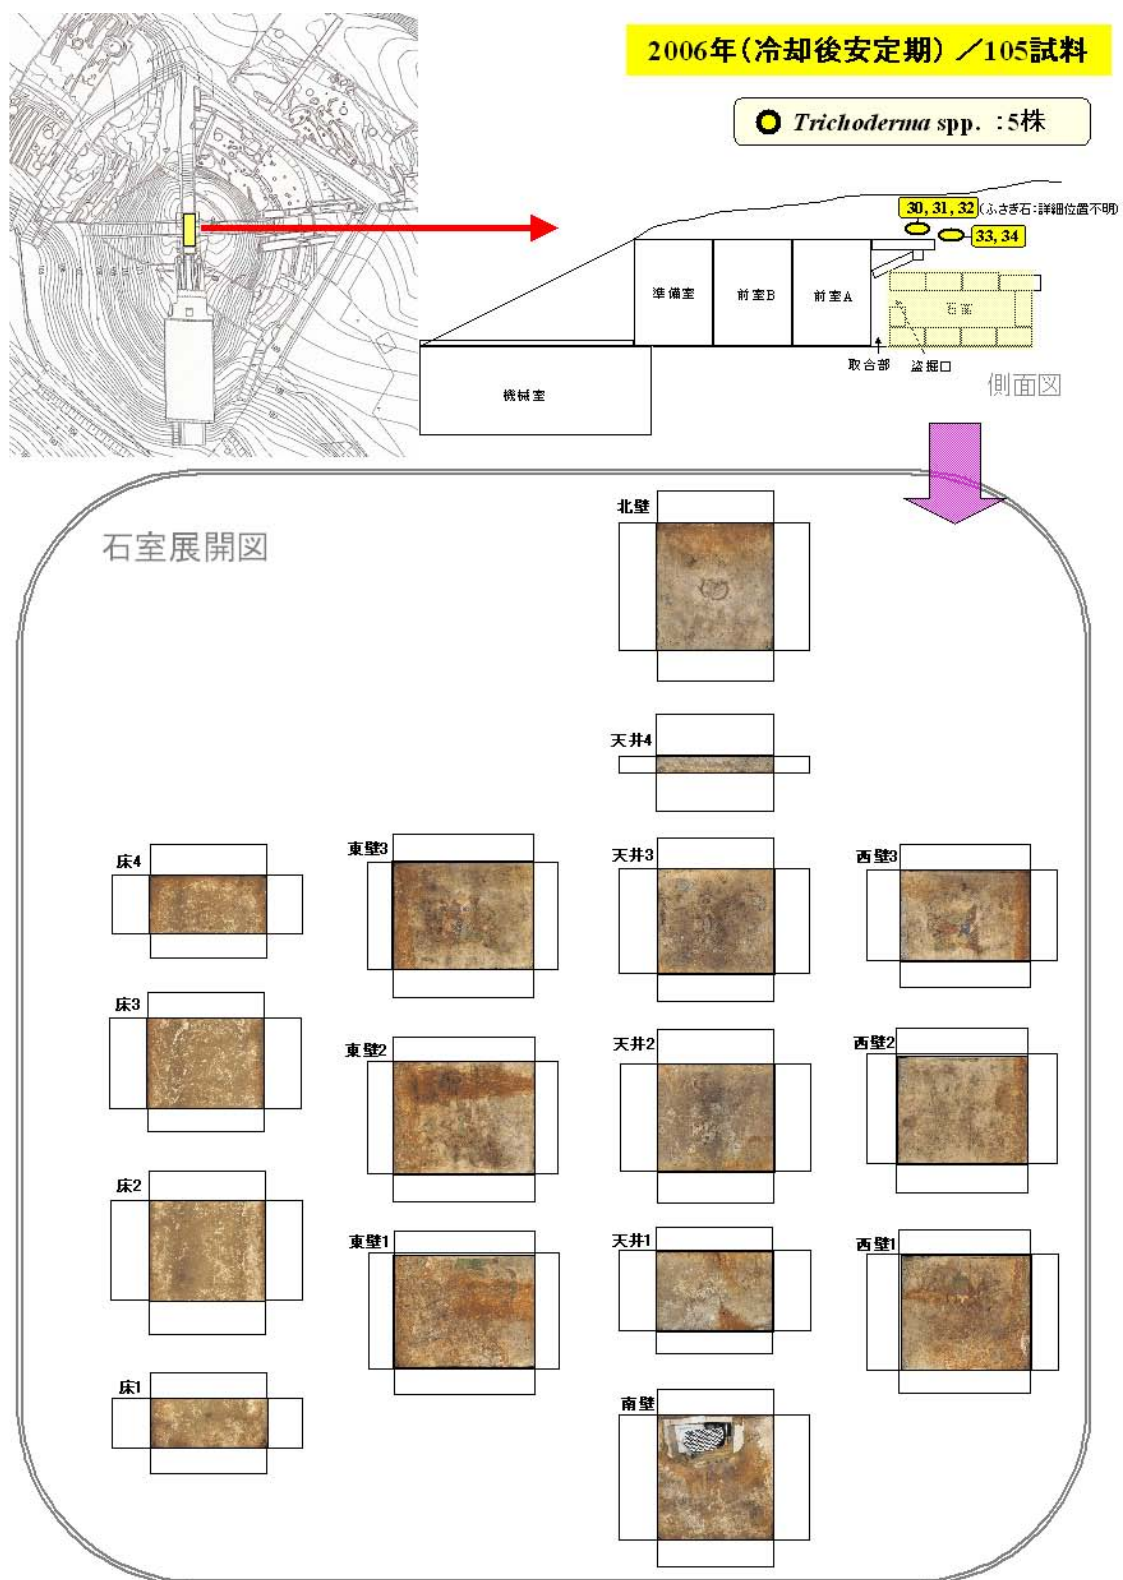 2006年(冷却後安定期) ／105試料
Trichoderma spp. :5株
30, 31, 32 (ふさぎ石:詳細位置不明)
33, 34
準備室
前室B
前室A
石室
取合部
盗掘口
機械室
側面図
石室展開図
北壁
天井4
床4
東壁3
天井3
西壁3
床3
東壁2
天井2
西壁2
床2
東壁1
天井1
西壁1
床1
南壁